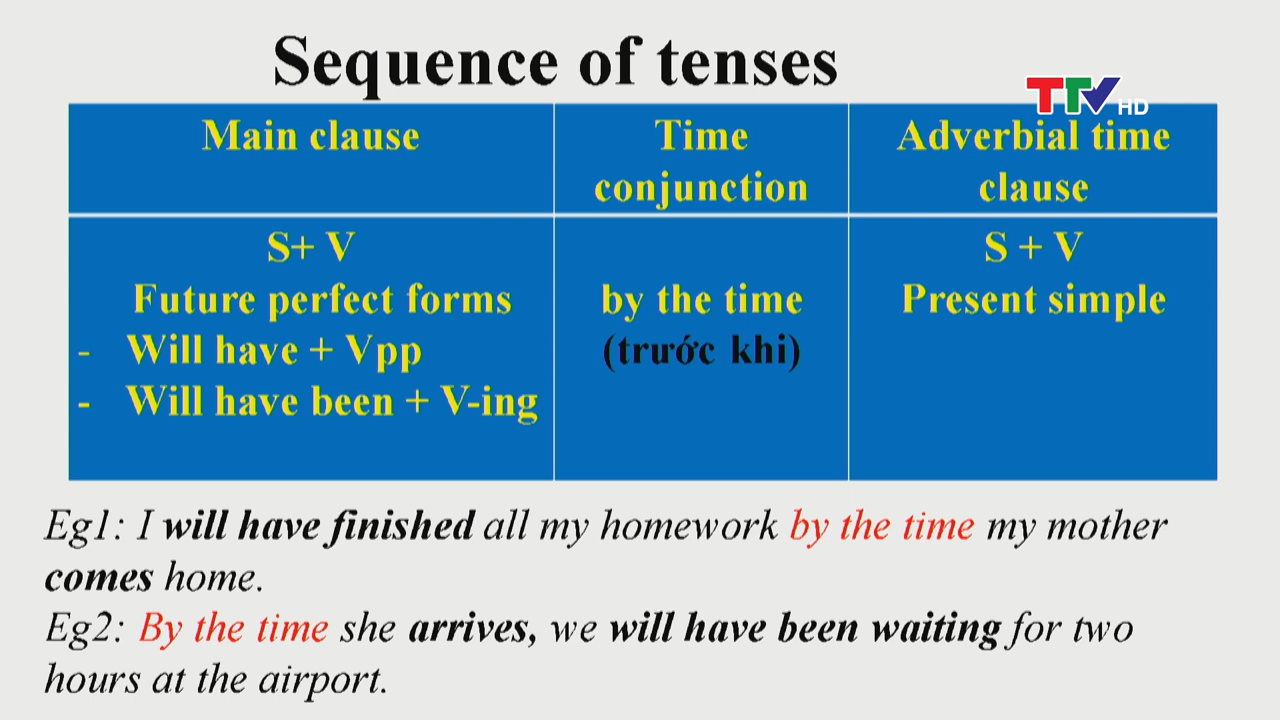 Sequence of tenses
TTV HD
Main clause
Time
conjunction
Adverbial time
clause
S+ V
Future perfect forms
- Will have + Vpp
- Will have been + V-ing
by the time
(trước khi)
S + V
Present simple
Eg1: I will have finished all my homework by the time my mother
comes home.
Eg2: By the time she arrives, we will have been waiting for two
hours at the airport.